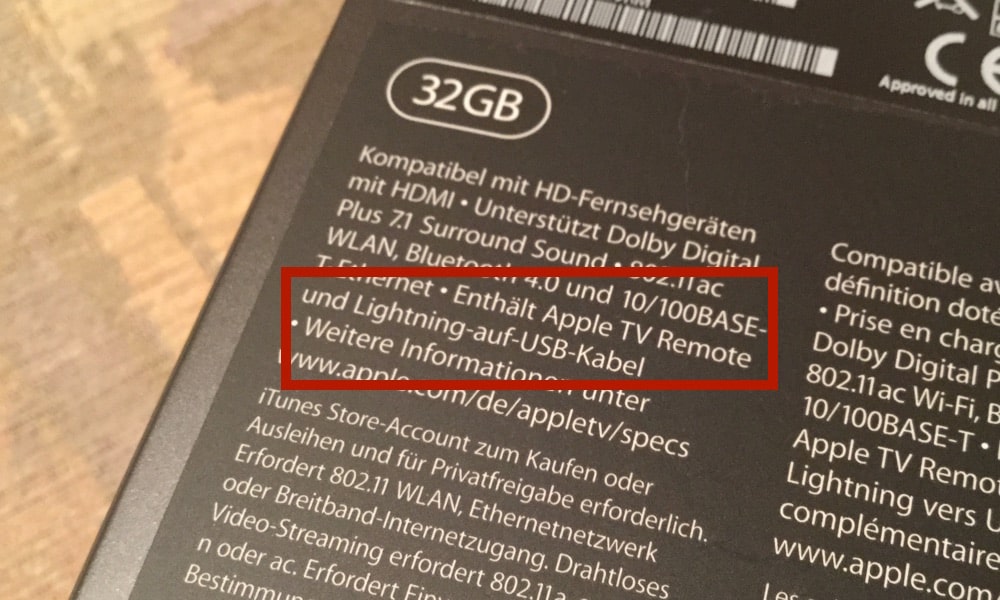 32GB
Kompatibel mit HD-Fernsehgeräten
mit HDMI • Unterstützt Dolby Digital
Plus 7.1 Surround Sound • 802.11ac
WLAN, Bluetooth 4.0 und 10/100BASE-
T Ethernet • Enthält Apple TV Remote
und Lightning-auf-USB-Kabel
• Weitere Informationen unter
www.apple.com/de/appletv/specs
iTunes Store-Account zum Kaufen oder
Ausleihen und für Privatfreigabe erforderlich.
Erfordert 802.11 WLAN, Ethernetnetzwerk
oder Breitband-Internetzugang. Drahtloses
Video-Streaming erfordert 802.11a
n oder ac. Erfordert
CE
Approved in all
Compatible
définition
• Prise en
Dolby Digital
802.11ac Wi-Fi,
10/100BASE-T •
Apple TV
Lightning vers
www.apple.com
Les